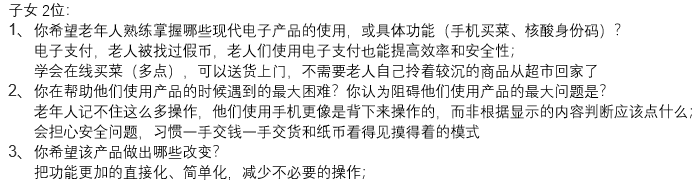 子女 2位：
1、 你希望老年人熟练掌握哪些现代电子产品的使用，或具体功能（手机买菜、核酸身份码）？
电子支付，老人被找过假币，老人们使用电子支付也能提高效率和安全性；
学会在线买菜（多点），可以送货上门，不需要老人自己拎着较沉的商品从超市回家了
2、 你在帮助他们使用产品的时候遇到的最大困难？你认为阻碍他们使用产品的最大问题是？
老年人记不住这么多操作，他们使用手机更像是背下来操作的，而非根据显示的内容判断应该点什么；
会担心安全问题，习惯一手交钱一手交货和纸币看得见摸得着的模式
3、 你希望该产品做出哪些改变？
把功能更加的直接化、简单化，减少不必要的操作；